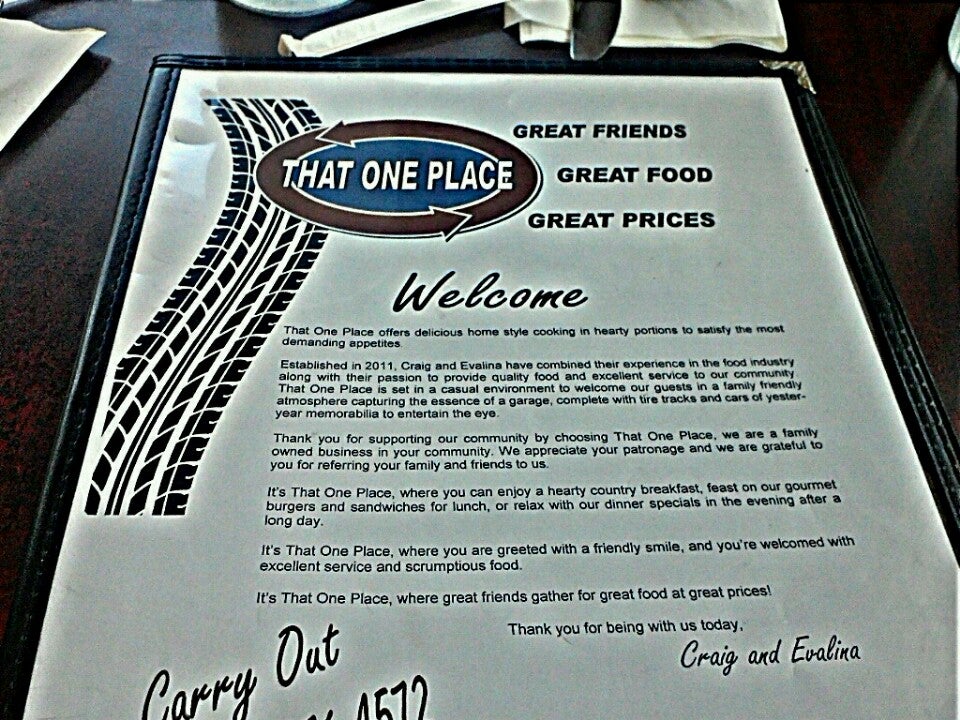 THAT ONE PLACE
GREAT FRIENDS
GREAT FOOD
GREAT PRICES
Welcome
That One Place offers delicious home style cooking in hearty portions to satisfy the most
demanding appetites.
Established in 2011, Craig and Evalina have combined their experience in the food industry
along with their passion to provide quality food and excellent service to our community
That One Place is set in a casual environment to welcome our guests in a family friendly
atmosphere capturing the essence of a garage, complete with tire tracks and cars of yester-
year memorabilia to entertain the eye.
Thank you for supporting our community by choosing That One Place, we are a family
owned business in your community. We appreciate your patronage and we are grateful to
you for referring your family and friends to us.
It's That One Place, where you can enjoy a hearty country breakfast, feast on our gourmet
burgers and sandwiches for lunch, or relax with our dinner specials in the evening after a
long day.
It's That One Place, where you are greeted with a friendly smile, and you're welcomed with
excellent service and scrumptious food.
It's That One Place, where great friends gather for great food at great prices!
Thank you for being with us today,
Craig and Evalina
Carry Out
4572